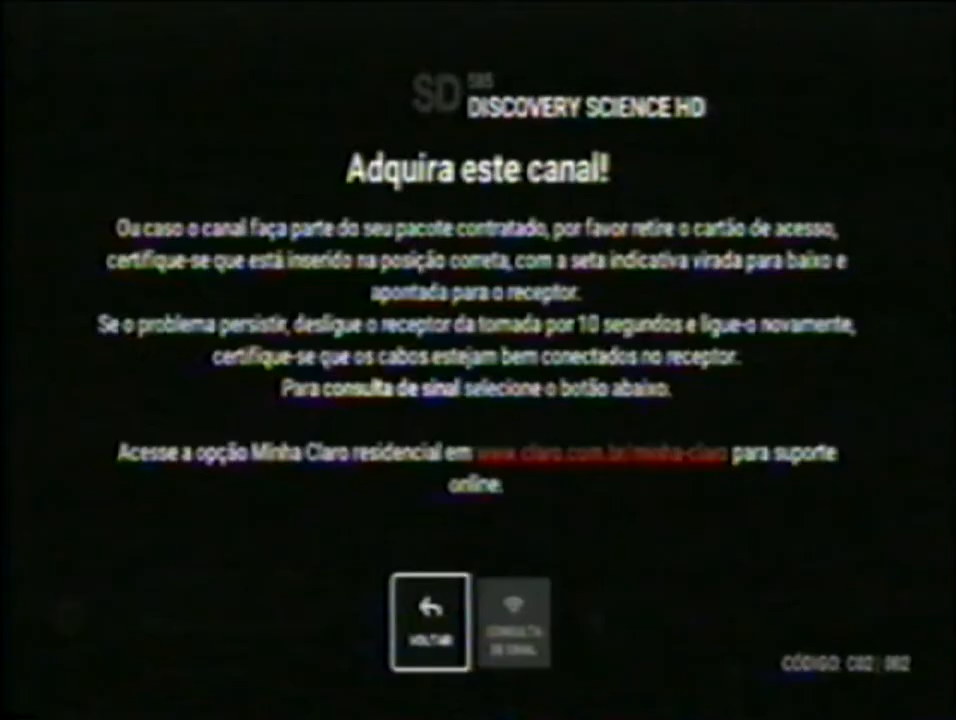 SD 585
DISCOVERY SCIENCE HD
Adquira este canal!
Ou caso o canal faça parte do seu pacote contratado, por favor retire o cartão de acesso,
certifique-se que está inserido na posição correta, com a seta indicativa virada para baixo e
apontada para o receptor.
Se o problema persistir, desligue o receptor da tomada por 10 segundos e ligue-o novamente,
certifique-se que os cabos estejam bem conectados no receptor.
Para consulta de sinal selecione o botão abaixo.
Acesse a opção Minha Claro residencial em www.claro.com.br/minha-claro para suporte
online.
VOLTAR
CONSULTA
DE SINAL
CÓDIGO: C02 | 002